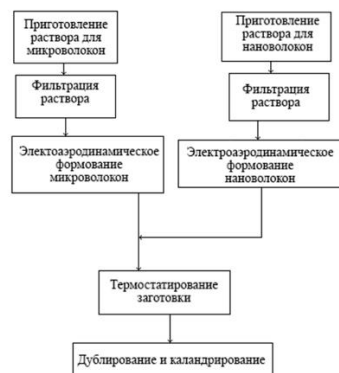 Приготовление
раствора для
микроволокон
Приготовление
раствора для
нановолокон
Фильтрация
раствора
Фильтрация
раствора
Электоаэродинамическое
формование
микроволокон
Электроаэродинамическое
формование
нановолокон
Термостатирование
заготовки
Дублирование и каландрирование